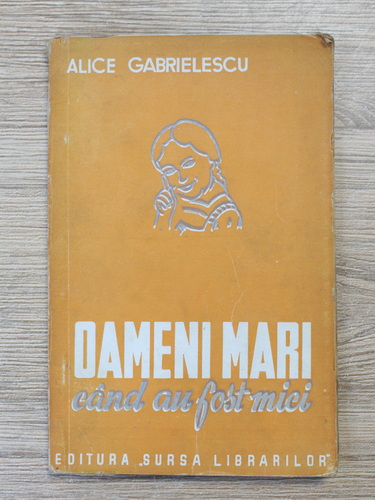 ALICE GABRIELESCU
OAMENI MARI
când au fost mici
EDITURA „SURSA LIBRARILOR"